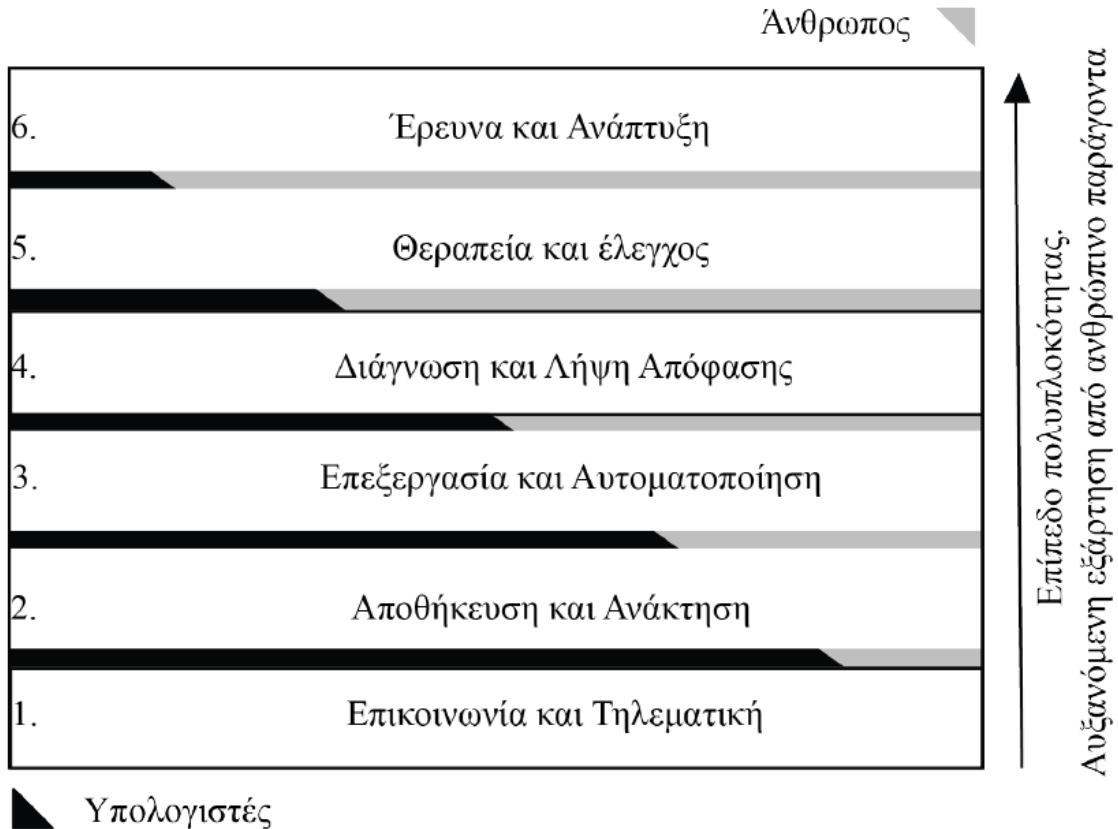 Άνθρωπος
6. Έρευνα και Ανάπτυξη
5. Θεραπεία και έλεγχος
4. Διάγνωση και Λήψη Απόφασης
3. Επεξεργασία και Αυτοματοποίηση
2. Αποθήκευση και Ανάκτηση
1. Επικοινωνία και Τηλεματική
Υπολογιστές
Επίπεδο πολυπλοκότητας.
Αυξανόμενη εξάρτηση από ανθρώπινο παράγοντα